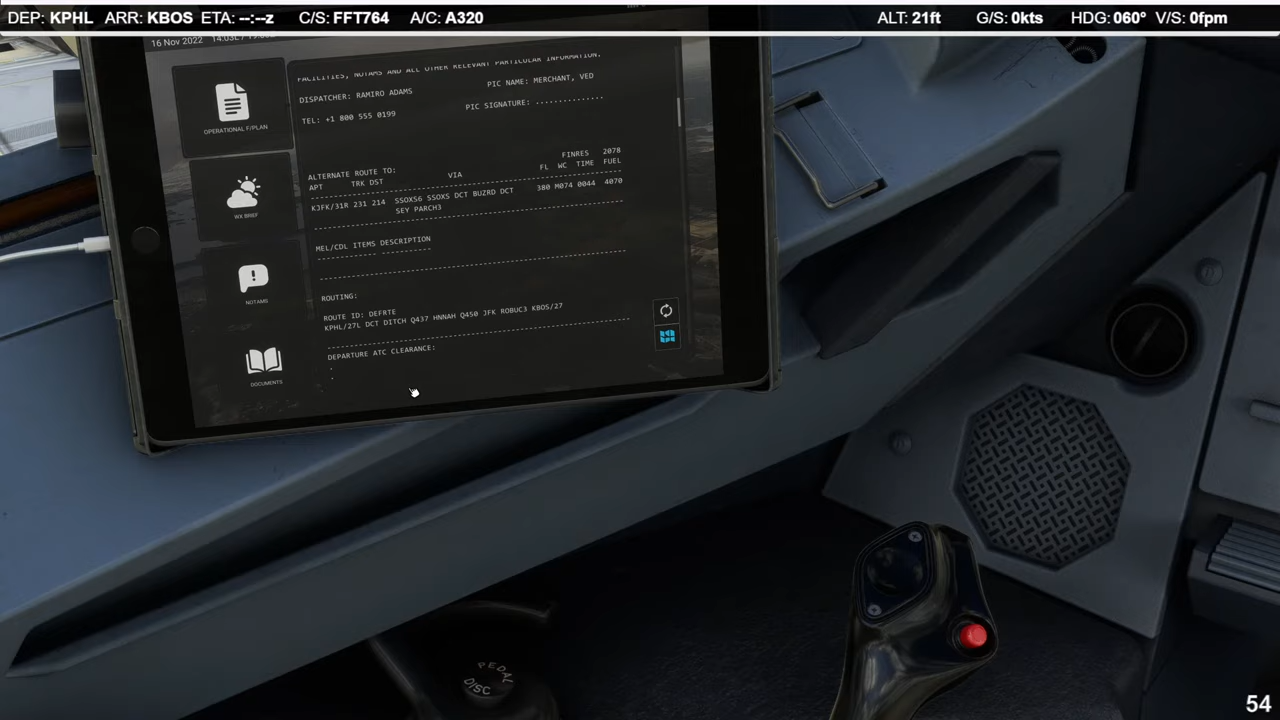 DEP: KPHL ARR: KBOS ETA: --:--z C/S: FFT764 A/C: A320 ALT: 21ft G/S: 0kts HDG: 060° V/S: 0fpm
16 Nov 2022
FACILITIES, NOTAMS AND ALL OTHER RELEVANT PARTICULAR INFORMATION.
DISPATCHER: RAMIRO ADAMS PIC NAME: MERCHANT, VED
TEL: +1 800 555 0199 PIC SIGNATURE: ...............
FINRES 2078
ALTERNATE ROUTE TO:
APT TRK DST VIA FL WC TIME FUEL
KJFK/31R 231 214 SSOXS6 SSOXS DCT BUZRD DCT 380 M074 0044 4070
SEY PARCH3
MEL/CDL ITEMS DESCRIPTION
ROUTING:
ROUTE ID: DEFRTE
KPHL/27L DCT DITCH Q437 HNNAH Q450 JFK ROBUC3 KBOS/27
DEPARTURE ATC CLEARANCE:
.
.
OPERATIONAL F/PLAN
WX BRIEF
NOTAMS
DOCUMENTS
PEDAL
DISC
54